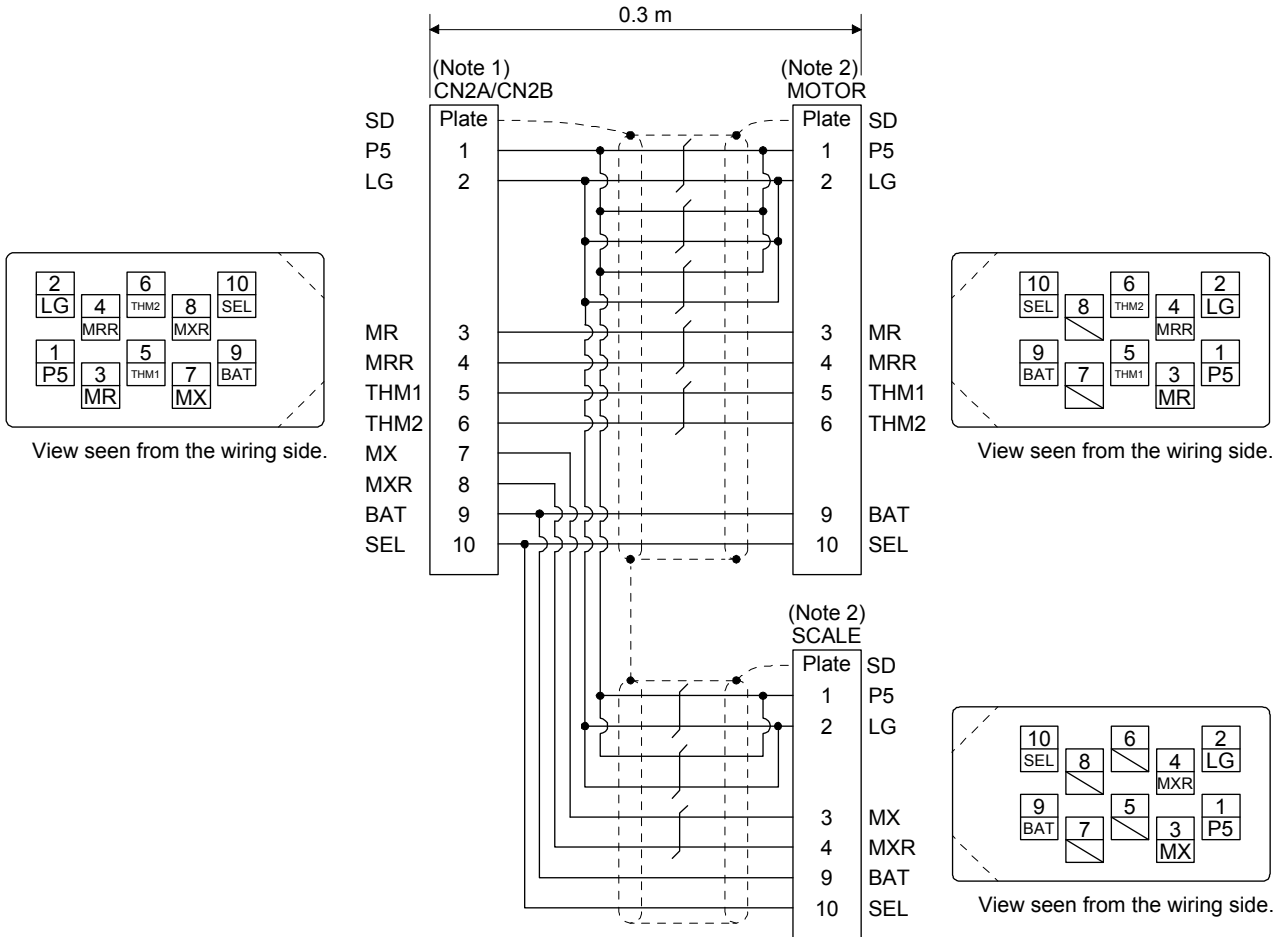 0.3 m
(Note 1)
CN2A/CN2B
(Note 2)
MOTOR
SD Plate Plate SD
P5 1 1 P5
LG 2 2 LG
MR 3 3 MR
MRR 4 4 MRR
THM1 5 5 THM1
THM2 6 6 THM2
MX 7
MXR 8
BAT 9 9 BAT
SEL 10 10 SEL
2 6 10
LG 4 THM2 8 SEL
MRR MXR
1 5 9
P5 3 THM1 7 BAT
MR MX
View seen from the wiring side.
10 6 2
SEL 8 THM2 4 LG
MRR
9 5 1
BAT 7 THM1 3 P5
MR
View seen from the wiring side.
(Note 2)
SCALE
Plate SD
1 P5
2 LG
3 MX
4 MXR
9 BAT
10 SEL
10 6 2
SEL 8 4 LG
MXR
9 5 1
BAT 7 3 P5
MX
View seen from the wiring side.